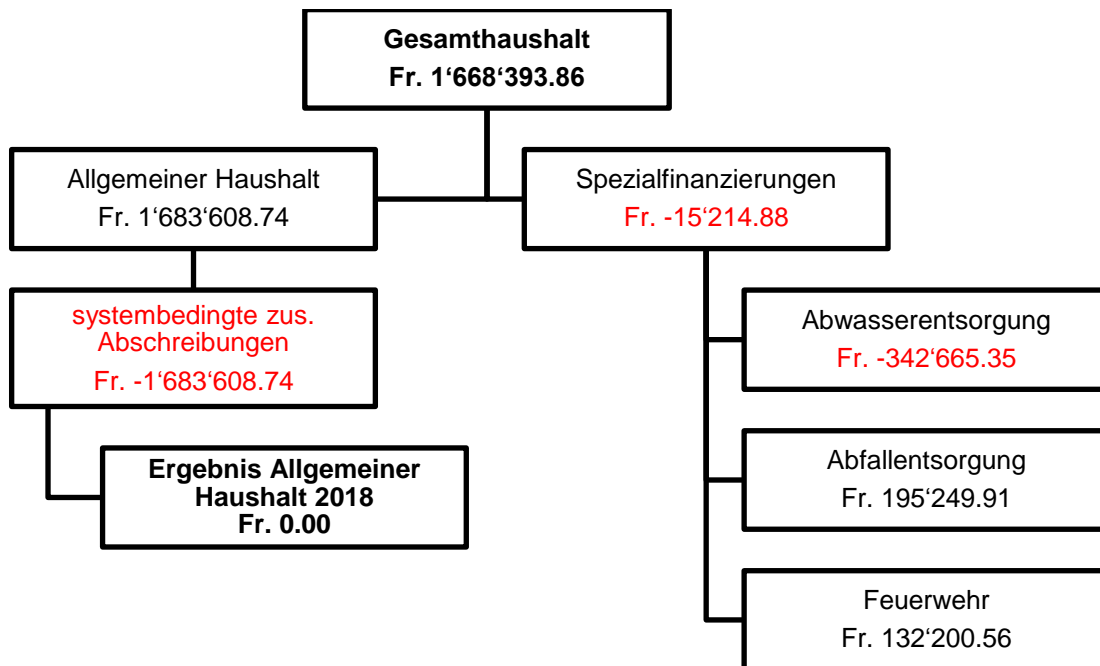 Gesamthaushalt
Fr. 1‘668‘393.86
Allgemeiner Haushalt
Fr. 1‘683‘608.74
Spezialfinanzierungen
Fr. -15‘214.88
systembedingte zus.
Abschreibungen
Fr. -1‘683‘608.74
Ergebnis Allgemeiner
Haushalt 2018
Fr. 0.00
Abwasserentsorgung
Fr. -342‘665.35
Abfallentsorgung
Fr. 195‘249.91
Feuerwehr
Fr. 132‘200.56